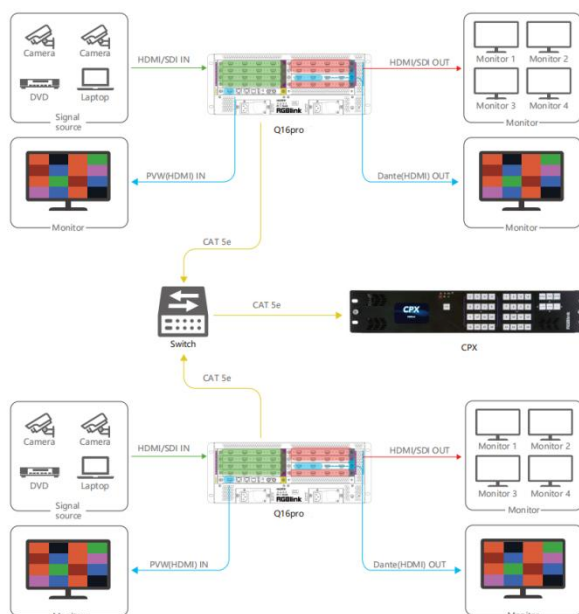 Camera Camera
HDMI/SDI IN
HDMI/SDI OUT
Monitor 1 Monitor 2
DVD Laptop
RGBlink
Monitor 3 Monitor 4
Signal
source
Q16pro
Monitor
PVW(HDMI) IN
Dante(HDMI) OUT
Monitor
Monitor
CAT 5e
CAT 5e
CPX
Switch
CPX
CAT 5e
Camera Camera
HDMI/SDI IN
HDMI/SDI OUT
Monitor 1 Monitor 2
DVD Laptop
RGBlink
Monitor 3 Monitor 4
Signal
source
Q16pro
Monitor
PVW(HDMI) IN
Dante(HDMI) OUT
Monitor
Monitor